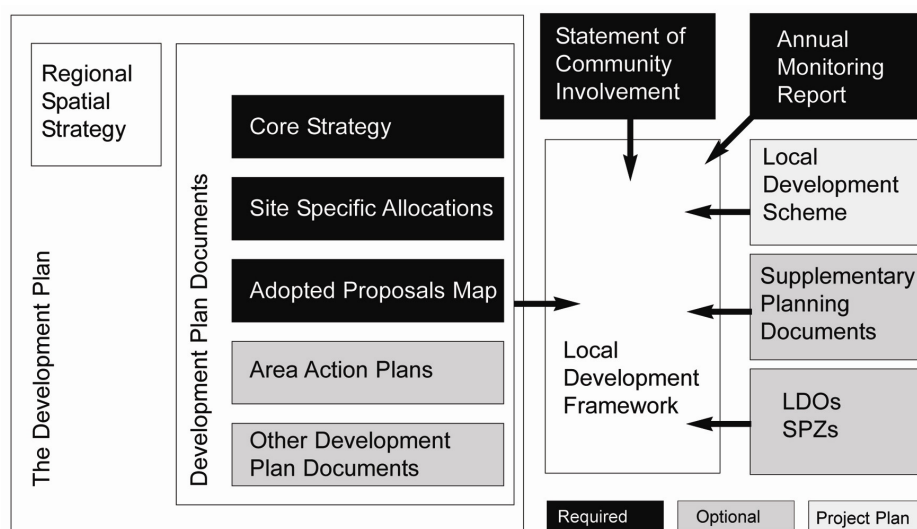 The Development Plan
Regional
Spatial
Strategy
Development Plan Documents
Core Strategy
Site Specific Allocations
Adopted Proposals Map
Area Action Plans
Other Development
Plan Documents
Statement of
Community
Involvement
Annual
Monitoring
Report
Local
Development
Framework
Local
Development
Scheme
Supplementary
Planning
Documents
LDOs
SPZs
Required
Optional
Project Plan